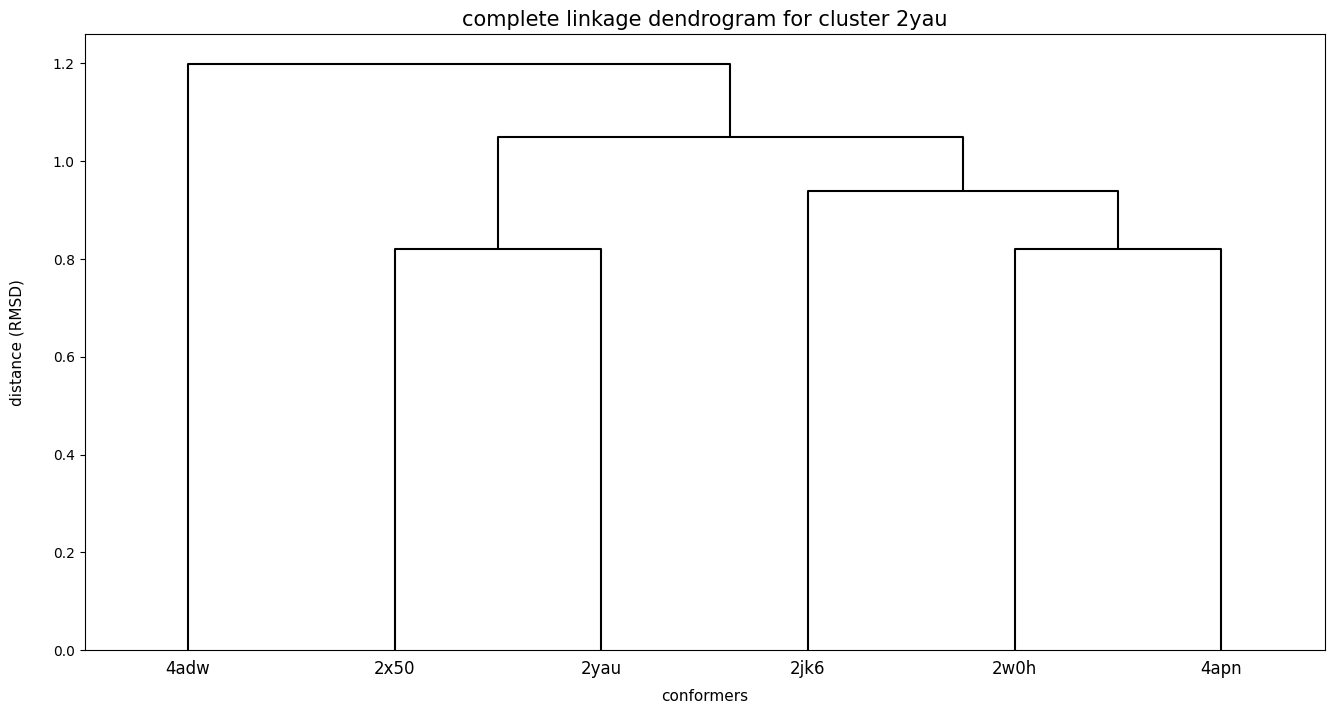 complete linkage dendrogram for cluster 2yau
1.2
1.0
0.8
0.6
0.4
0.2
0.0
distance (RMSD)
4adw 2x50 2yau 2jk6 2w0h 4apn
conformers